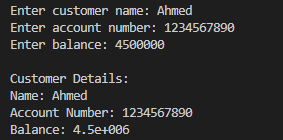 Enter customer name: Ahmed
Enter account number: 1234567890
Enter balance: 4500000
Customer Details:
Name: Ahmed
Account Number: 1234567890
Balance: 4.5e+006